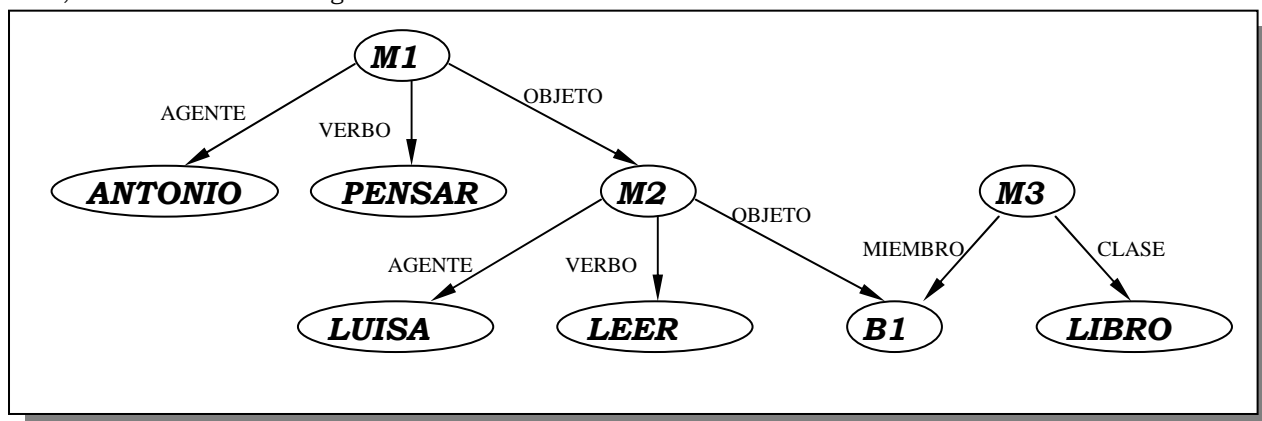 M1
OBJETO
AGENTE
VERBO
ANTONIO PENSAR M2 M3
OBJETO
MIEMBRO CLASE
AGENTE VERBO
LUISA LEER B1 LIBRO